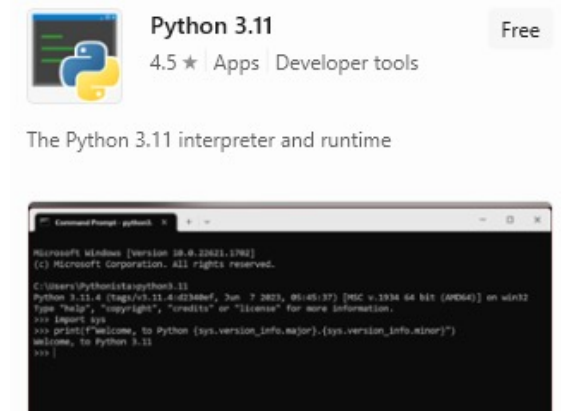 Python 3.11
Free
4.5 ★ Apps Developer tools
The Python 3.11 interpreter and runtime
Command Prompt - python3.
Microsoft Windows [Version 10.0.22621.1702]
(c) Microsoft Corporation. All rights reserved.
C:\Users\Pythonista>python3.11
Python 3.11.4 (tags/v3.11.4:d2340ef, Jun  7 2023, 05:45:37) [MSC v.1934 64 bit (AMD64)] on win32
Type "help", "copyright", "credits" or "license" for more information.
>>> import sys
>>> print(f"Welcome, to Python {sys.version_info.major}.{sys.version_info.minor}")
Welcome, to Python 3.11
>>>